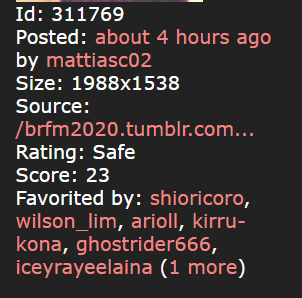 Id: 311769
Posted: about 4 hours ago
by mattiasc02
Size: 1988x1538
Source:
/brfm2020.tumblr.com...
Rating: Safe
Score: 23
Favorited by: shioricoro,
wilson_lim, arioll, kirru-
kona, ghostrider666,
iceyrayeelaina (1 more)